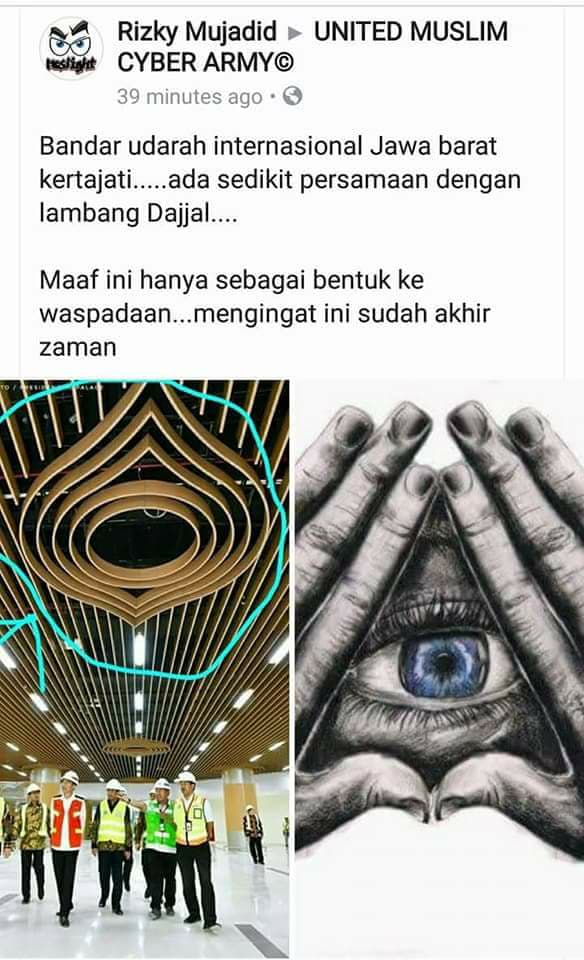 Rizky Mujadid ▸ UNITED MUSLIM
CYBER ARMY©
39 minutes ago •
Bandar udarah internasional Jawa barat
kertajati.....ada sedikit persamaan dengan
lambang Dajjal....
Maaf ini hanya sebagai bentuk ke
waspadaan...mengingat ini sudah akhir
zaman